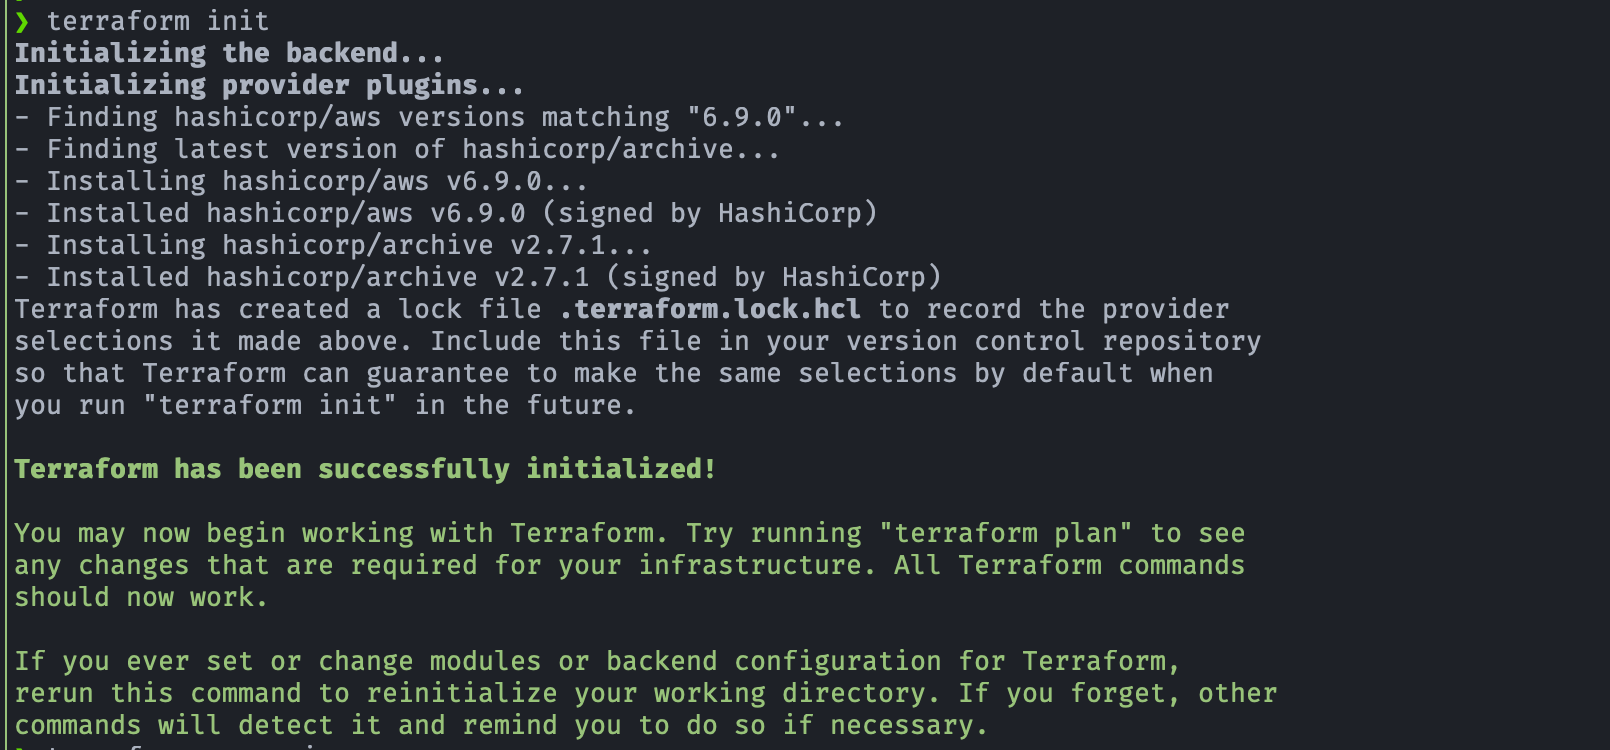 ❯ terraform init
Initializing the backend...
Initializing provider plugins...
- Finding hashicorp/aws versions matching "6.9.0"...
- Finding latest version of hashicorp/archive...
- Installing hashicorp/aws v6.9.0...
- Installed hashicorp/aws v6.9.0 (signed by HashiCorp)
- Installing hashicorp/archive v2.7.1...
- Installed hashicorp/archive v2.7.1 (signed by HashiCorp)
Terraform has created a lock file .terraform.lock.hcl to record the provider
selections it made above. Include this file in your version control repository
so that Terraform can guarantee to make the same selections by default when
you run "terraform init" in the future.
Terraform has been successfully initialized!
You may now begin working with Terraform. Try running "terraform plan" to see
any changes that are required for your infrastructure. All Terraform commands
should now work.
If you ever set or change modules or backend configuration for Terraform,
rerun this command to reinitialize your working directory. If you forget, other
commands will detect it and remind you to do so if necessary.